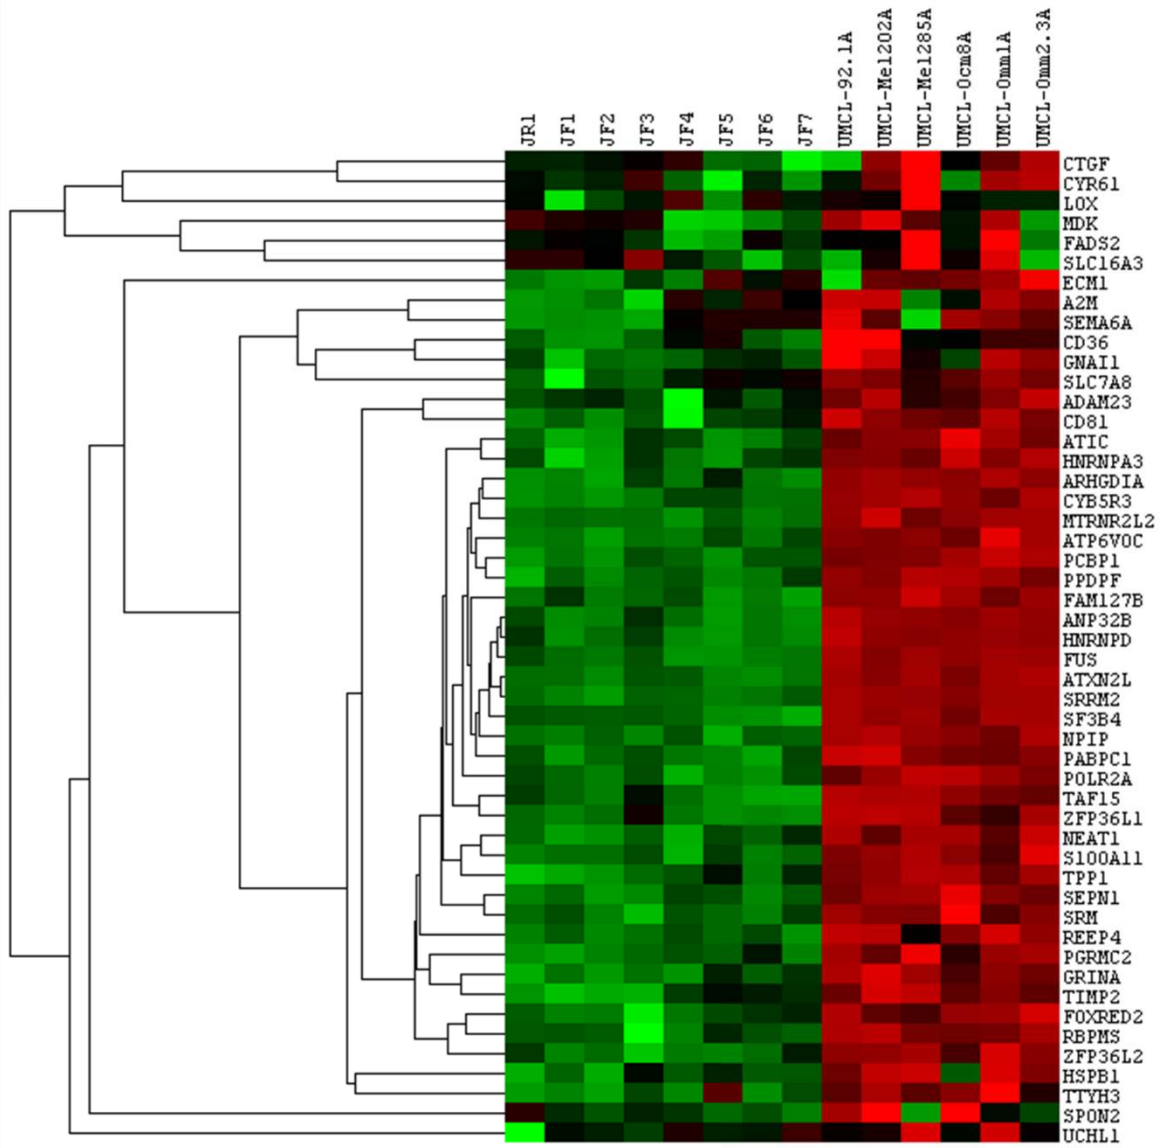 JR1
JF1
JF2
JF3
JF4
JF5
JF6
JF7
UMCL-92.1A
UMCL-Mel202A
UMCL-Mel285A
UMCL-Ocm8A
UMCL-Omm1A
UMCL-Omm2.3A
CTGF
CYR61
LOX
MDK
FADS2
SLC16A3
ECM1
A2M
SEMA6A
CD36
GNAI1
SLC7A8
ADAM23
CD81
ATIC
HNRNPA3
ARHGDIA
CYB5R3
MTRNR2L2
ATP6V0C
PCBP1
PPDPF
FAM127B
ANP32B
HNRNPD
FUS
ATXN2L
SRRM2
SF3B4
NPIP
PABPC1
POLR2A
TAF15
ZFP36L1
NEAT1
S100A11
TPP1
SEPN1
SRM
REEP4
PGRMC2
GRINA
TIMP2
FOXRED2
RBPMS
ZFP36L2
HSPB1
TTYH3
SPON2
UCHL1